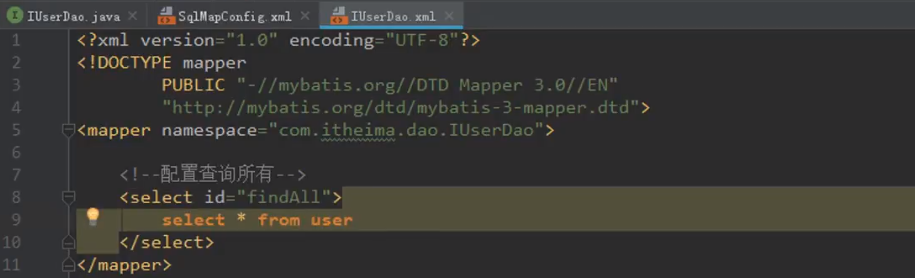 IUserDao.java × SqlMapConfig.xml × IUserDao.xml ×
1 <?xml version="1.0" encoding="UTF-8"?>
2 <!DOCTYPE mapper
3 PUBLIC "-//mybatis.org//DTD Mapper 3.0//EN"
4 "http://mybatis.org/dtd/mybatis-3-mapper.dtd">
5 <mapper namespace="com.itheima.dao.IUserDao">
6
7 <!--配置查询所有-->
8 <select id="findAll">
9 select * from user
10 </select>
11 </mapper>